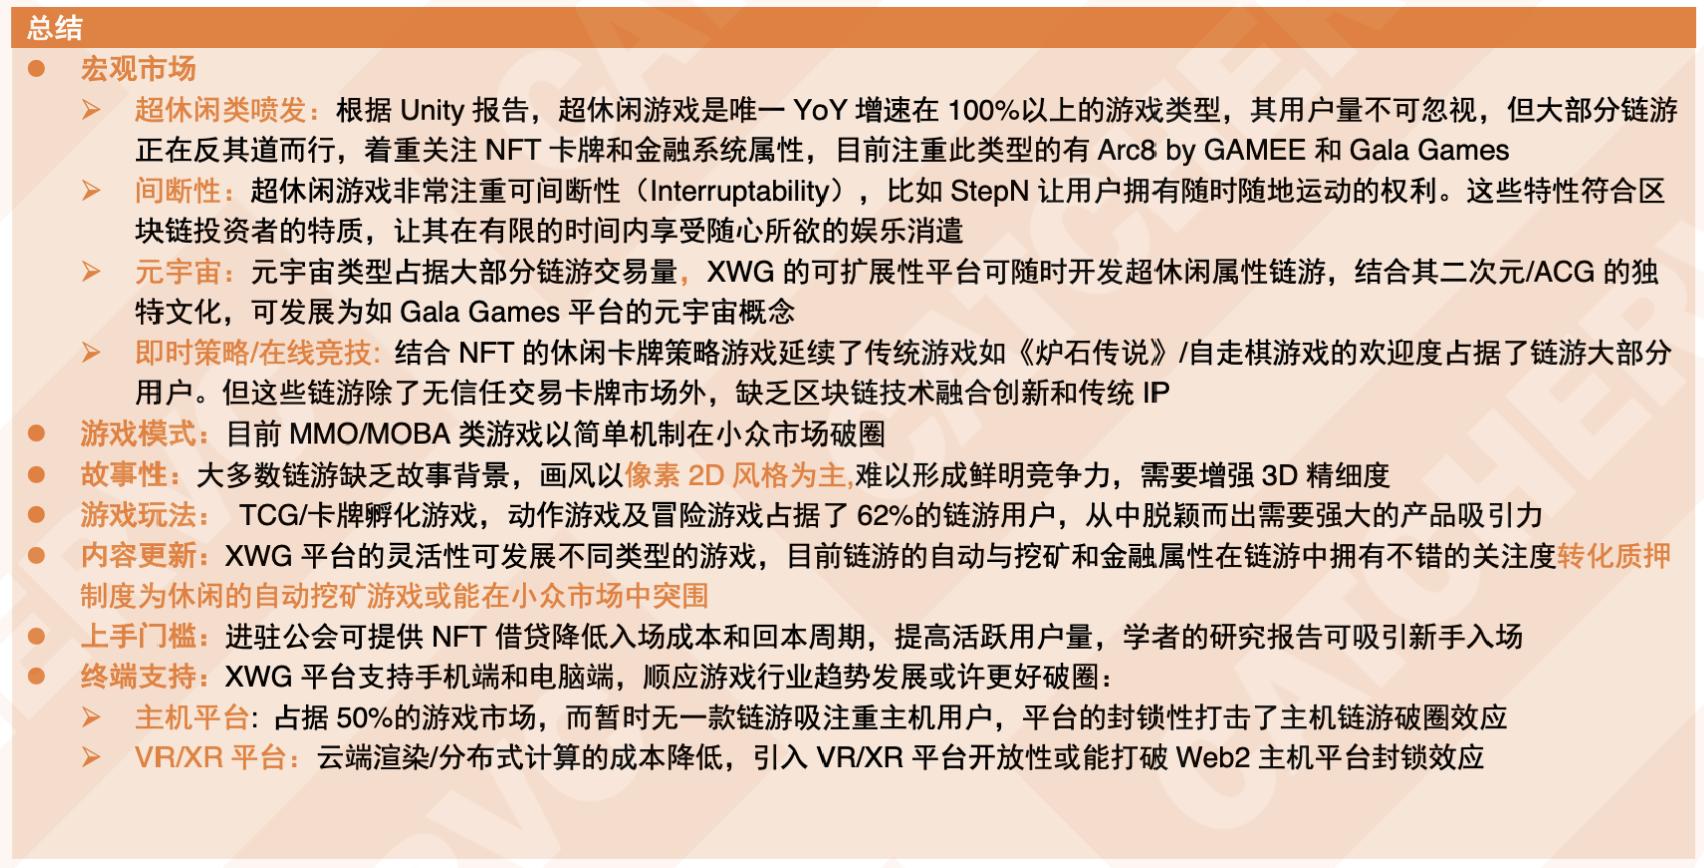 总结
● 宏观市场
➢ 超休闲类喷发：根据 Unity 报告，超休闲游戏是唯一 YoY 增速在 100%以上的游戏类型，其用户量不可忽视，但大部分链游
正在反其道而行，着重关注 NFT 卡牌和金融系统属性，目前注重此类型的有 Arc8 by GAMEE 和 Gala Games
➢ 间断性：超休闲游戏非常注重可间断性（Interruptability），比如 StepN 让用户拥有随时随地运动的权利。这些特性符合区
块链投资者的特质，让其在有限的时间内享受随心所欲的娱乐消遣
➢ 元宇宙：元宇宙类型占据大部分链游交易量，XWG 的可扩展性平台可随时开发超休闲属性链游，结合其二次元/ACG 的独
特文化，可发展为如 Gala Games 平台的元宇宙概念
➢ 即时策略/在线竞技: 结合 NFT 的休闲卡牌策略游戏延续了传统游戏如《炉石传说》/自走棋游戏的欢迎度占据了链游大部分
用户。但这些链游除了无信任交易卡牌市场外，缺乏区块链技术融合创新和传统 IP
● 游戏模式：目前 MMO/MOBA 类游戏以简单机制在小众市场破圈
● 故事性：大多数链游缺乏故事背景，画风以像素 2D 风格为主,难以形成鲜明竞争力，需要增强 3D 精细度
● 游戏玩法： TCG/卡牌孵化游戏，动作游戏及冒险游戏占据了 62%的链游用户，从中脱颖而出需要强大的产品吸引力
● 内容更新：XWG 平台的灵活性可发展不同类型的游戏，目前链游的自动与挖矿和金融属性在链游中拥有不错的关注度转化质押
制度为休闲的自动挖矿游戏或能在小众市场中突围
● 上手门槛：进驻公会可提供 NFT 借贷降低入场成本和回本周期，提高活跃用户量，学者的研究报告可吸引新手入场
● 终端支持：XWG 平台支持手机端和电脑端，顺应游戏行业趋势发展或许更好破圈：
➢ 主机平台: 占据 50%的游戏市场，而暂时无一款链游吸注重主机用户，平台的封锁性打击了主机链游破圈效应
➢ VR/XR 平台：云端渲染/分布式计算的成本降低，引入 VR/XR 平台开放性或能打破 Web2 主机平台封锁效应